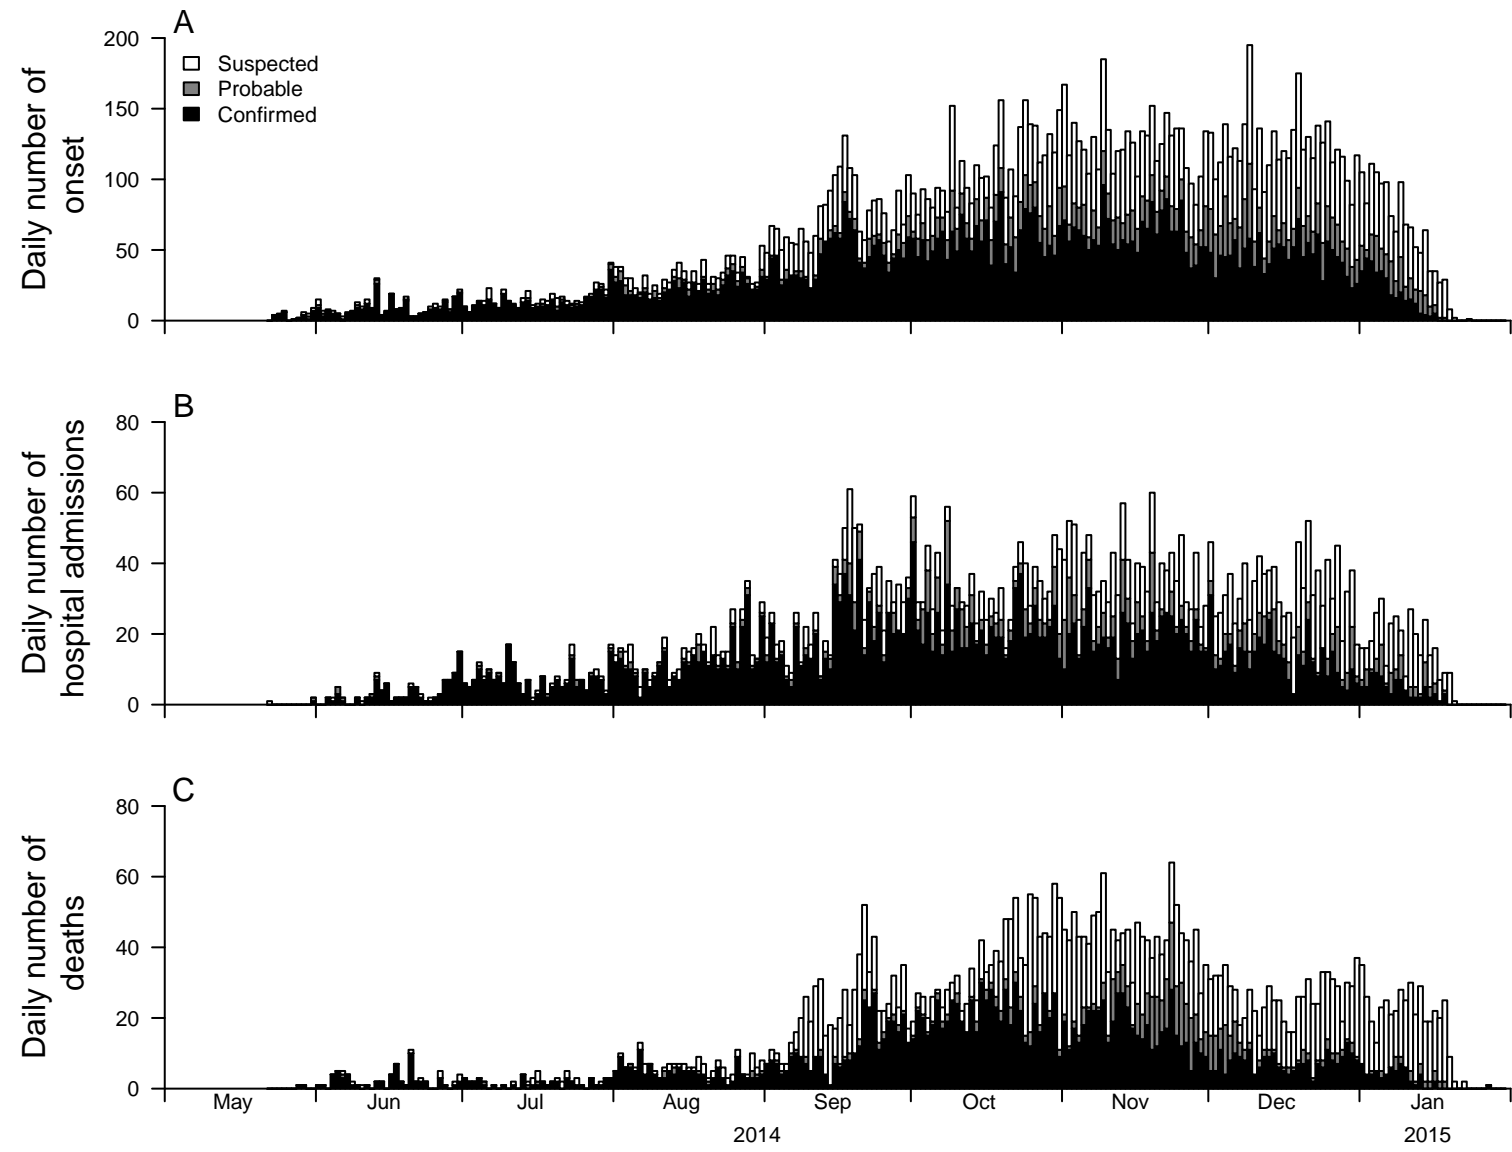 A
200
150
100
50
0
Daily number of
onset
Suspected
Probable
Confirmed
B
80
60
40
20
0
Daily number of
hospital admissions
C
80
60
40
20
0
Daily number of
deaths
May Jun Jul Aug Sep Oct Nov Dec Jan
2014 2015